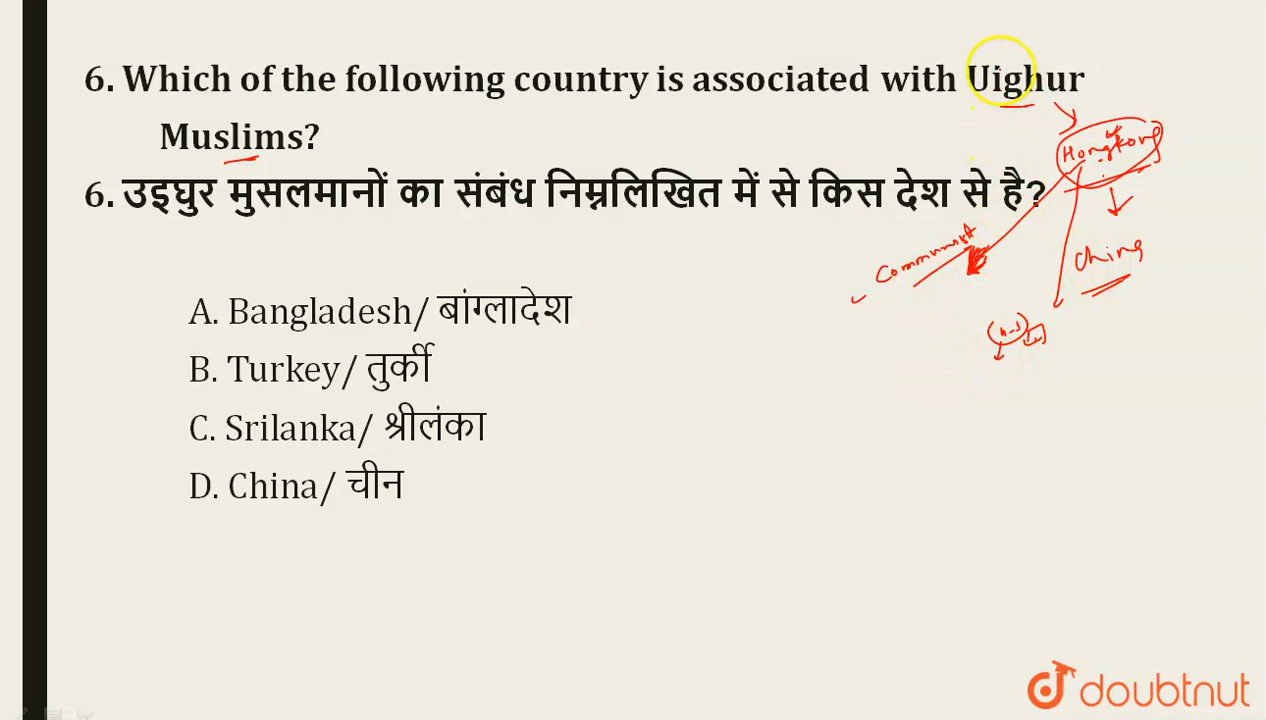 6. Which of the following country is associated with Uighur
Muslims?
6. उइघुर मुसलमानों का संबंध निम्नलिखित में से किस देश से है?
Hongkong
Communist
China
A. Bangladesh/ बांग्लादेश
B. Turkey/ तुर्की
C. Srilanka/ श्रीलंका
D. China/ चीन
doubtnut